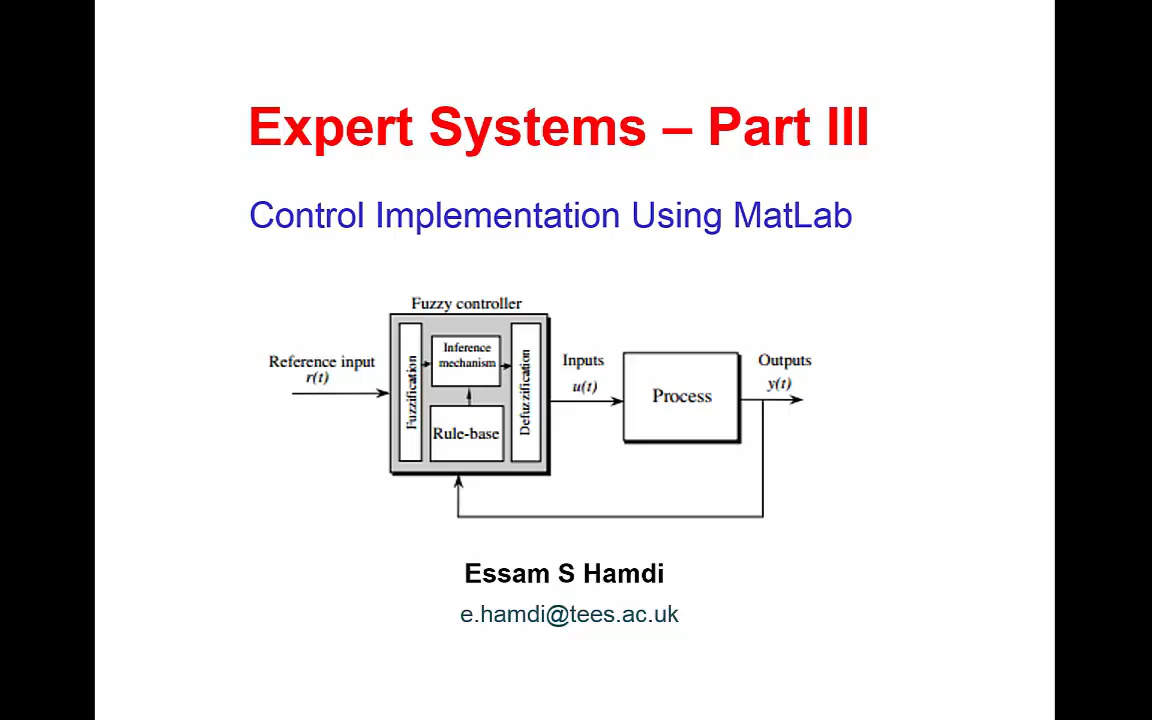 Expert Systems – Part III
Control Implementation Using MatLab
Fuzzy controller
Reference input
r(t)
Fuzzification
Inference
mechanism
Rule-base
Defuzzification
Inputs
u(t)
Process
Outputs
y(t)
Essam S Hamdi
e.hamdi@tees.ac.uk